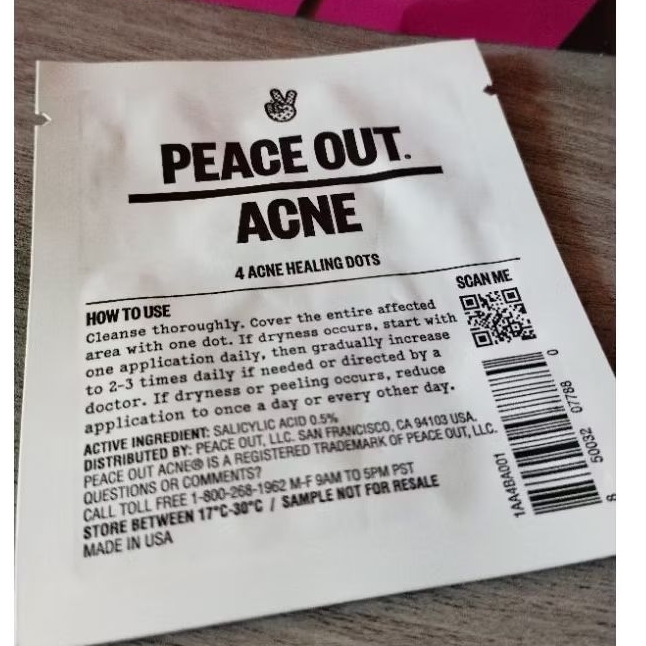 PEACE OUT.
ACNE
4 ACNE HEALING DOTS
SCAN ME
HOW TO USE
Cleanse thoroughly. Cover the entire affected
area with one dot. If dryness occurs, start with
one application daily, then gradually increase
to 2-3 times daily if needed or directed by a
doctor. If dryness or peeling occurs, reduce
application to once a day or every other day.
ACTIVE INGREDIENT: SALICYLIC ACID 0.5%
DISTRIBUTED BY: PEACE OUT, LLC. SAN FRANCISCO, CA 94103 USA.
PEACE OUT ACNE® IS A REGISTERED TRADEMARK OF PEACE OUT, LLC.
QUESTIONS OR COMMENTS?
CALL TOLL FREE 1-800-268-1962 M-F 9AM TO 5PM PST
STORE BETWEEN 17°C-30°C / SAMPLE NOT FOR RESALE
MADE IN USA
1AA4BA001
8 50032 07788 0